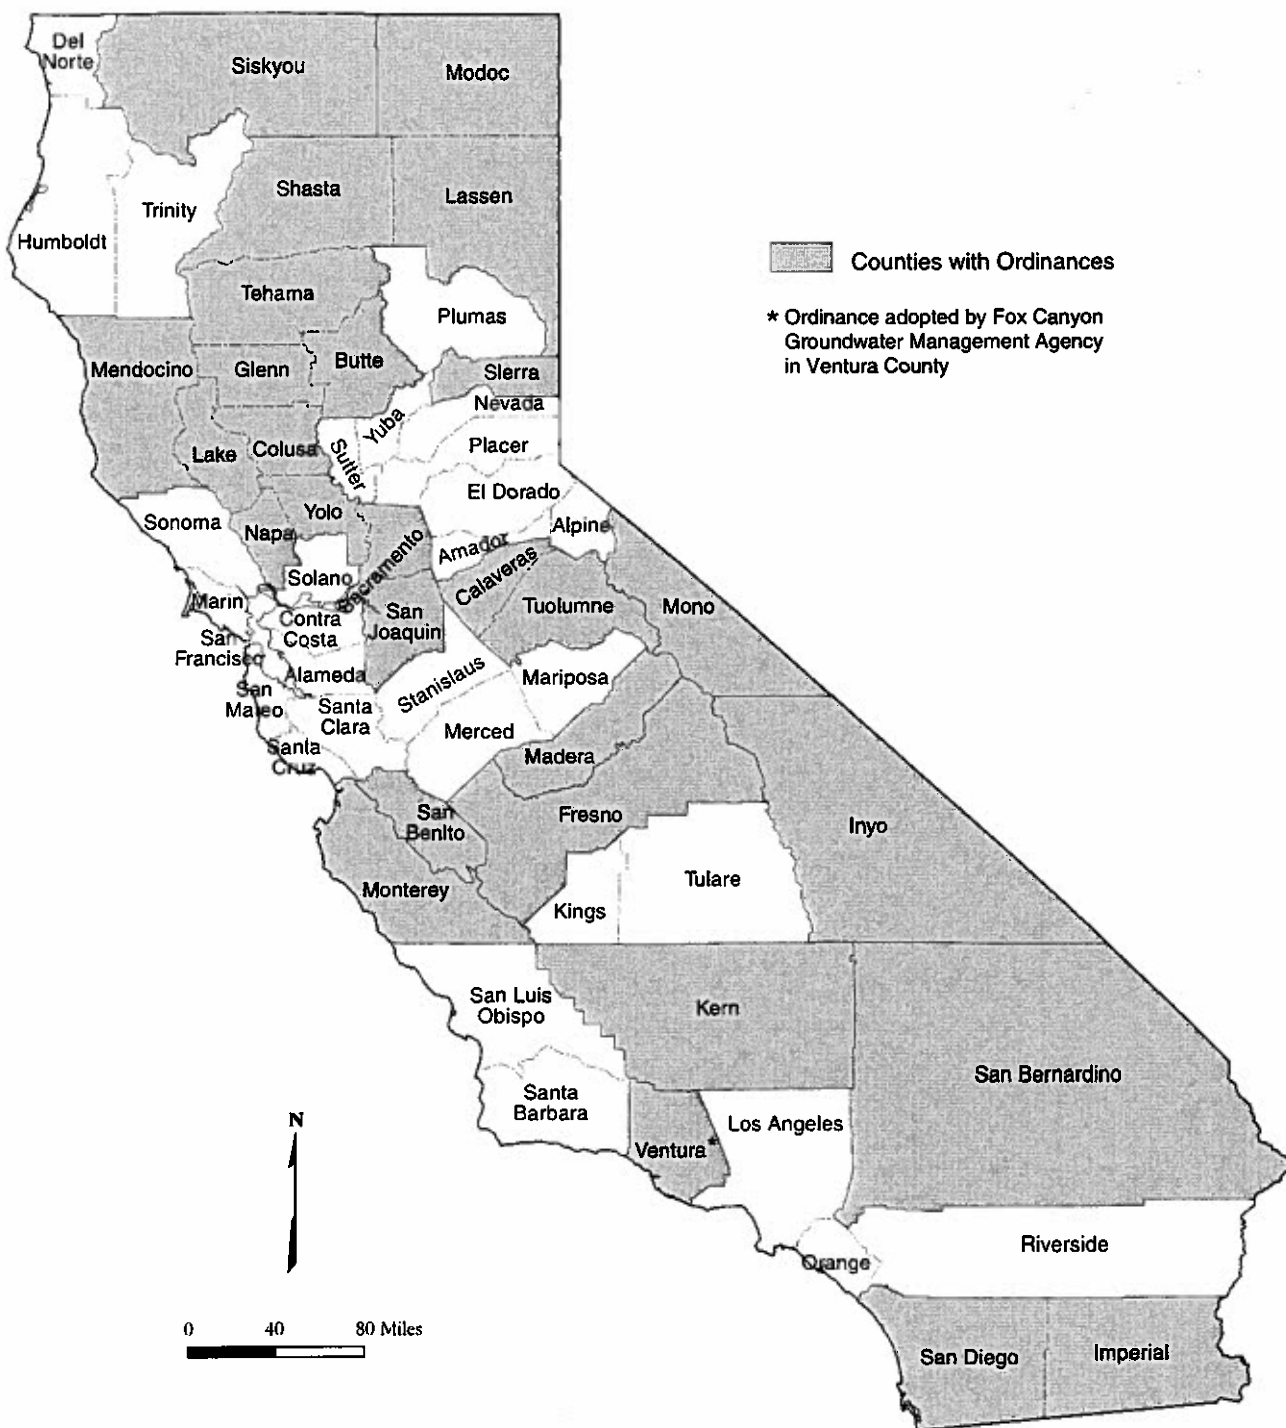 Del
Norte
Siskyou
Modoc
Shasta
Lassen
Trinity
Humboldt
Tehama
Plumas
Mendocino
Glenn
Butte
Sierra
Nevada
Yuba
Placer
Lake
Colusa
Sutter
El Dorado
Yolo
Sonoma
Napa
Alpine
Amador
Sacramento
Solano
Calaveras
Marin
Tuolumne
Mono
Contra
Costa
San
Joaquin
San
Francisco
Alameda
Stanislaus
Mariposa
San
Mateo
Santa
Clara
Merced
Santa
Cruz
Madera
San
Benito
Fresno
Inyo
Monterey
Tulare
Kings
San Luis
Obispo
Kern
San Bernardino
Santa
Barbara
Los Angeles
Ventura*
Riverside
Orange
San Diego
Imperial
Counties with Ordinances
* Ordinance adopted by Fox Canyon
Groundwater Management Agency
in Ventura County
N
0 40 80 Miles